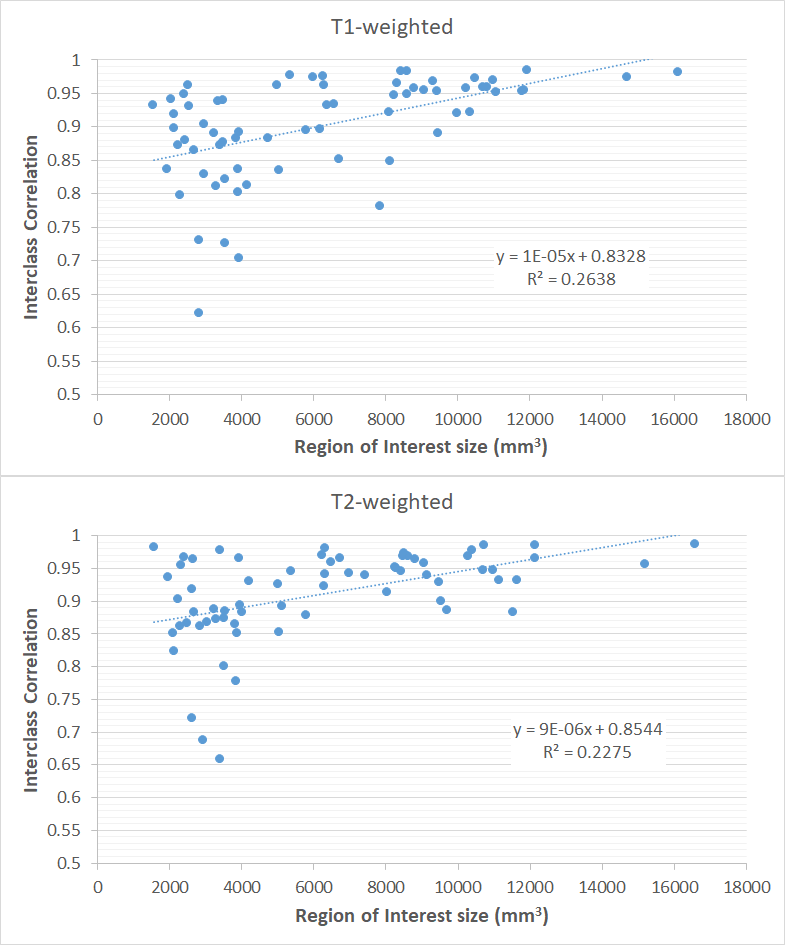 T1-weighted
1
0.95
0.9
0.85
0.8
0.75
0.7
0.65
0.6
0.55
0.5
Interclass Correlation
y = 1E-05x + 0.8328
R² = 0.2638
0 2000 4000 6000 8000 10000 12000 14000 16000 18000
Region of Interest size (mm³)
T2-weighted
1
0.95
0.9
0.85
0.8
0.75
0.7
0.65
0.6
0.55
0.5
Interclass Correlation
y = 9E-06x + 0.8544
R² = 0.2275
0 2000 4000 6000 8000 10000 12000 14000 16000 18000
Region of Interest size (mm³)